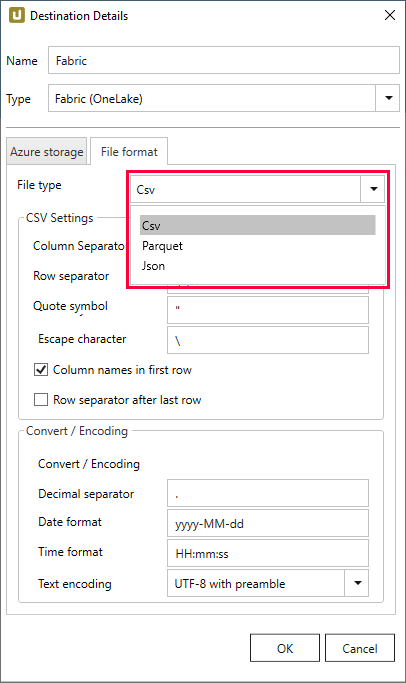 Destination Details
Name Fabric
Type Fabric (OneLake)
Azure storage File format
File type Csv
CSV Settings
Csv
Column Separato
Parquet
Row separator
Json
Quote symbol "
Escape character \
Column names in first row
Row separator after last row
Convert / Encoding
Convert / Encoding
Decimal separator .
Date format yyyy-MM-dd
Time format HH:mm:ss
Text encoding UTF-8 with preamble
OK Cancel